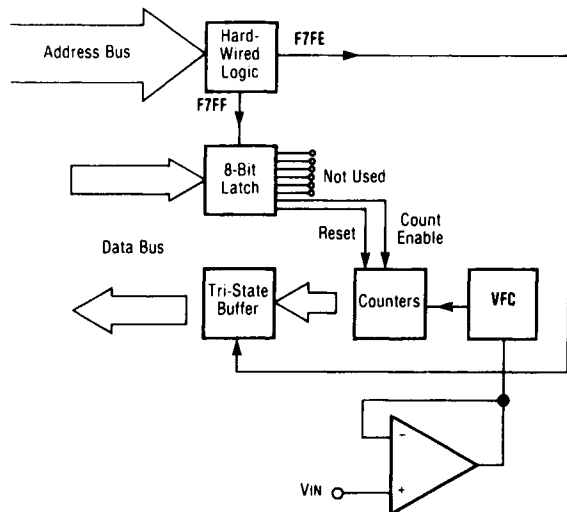 Address Bus
Hard-
Wired
Logic
F7FE
F7FF
8-Bit
Latch
Not Used
Reset
Count
Enable
Data Bus
Tri-State
Buffer
Counters
VFC
-
+
VIN